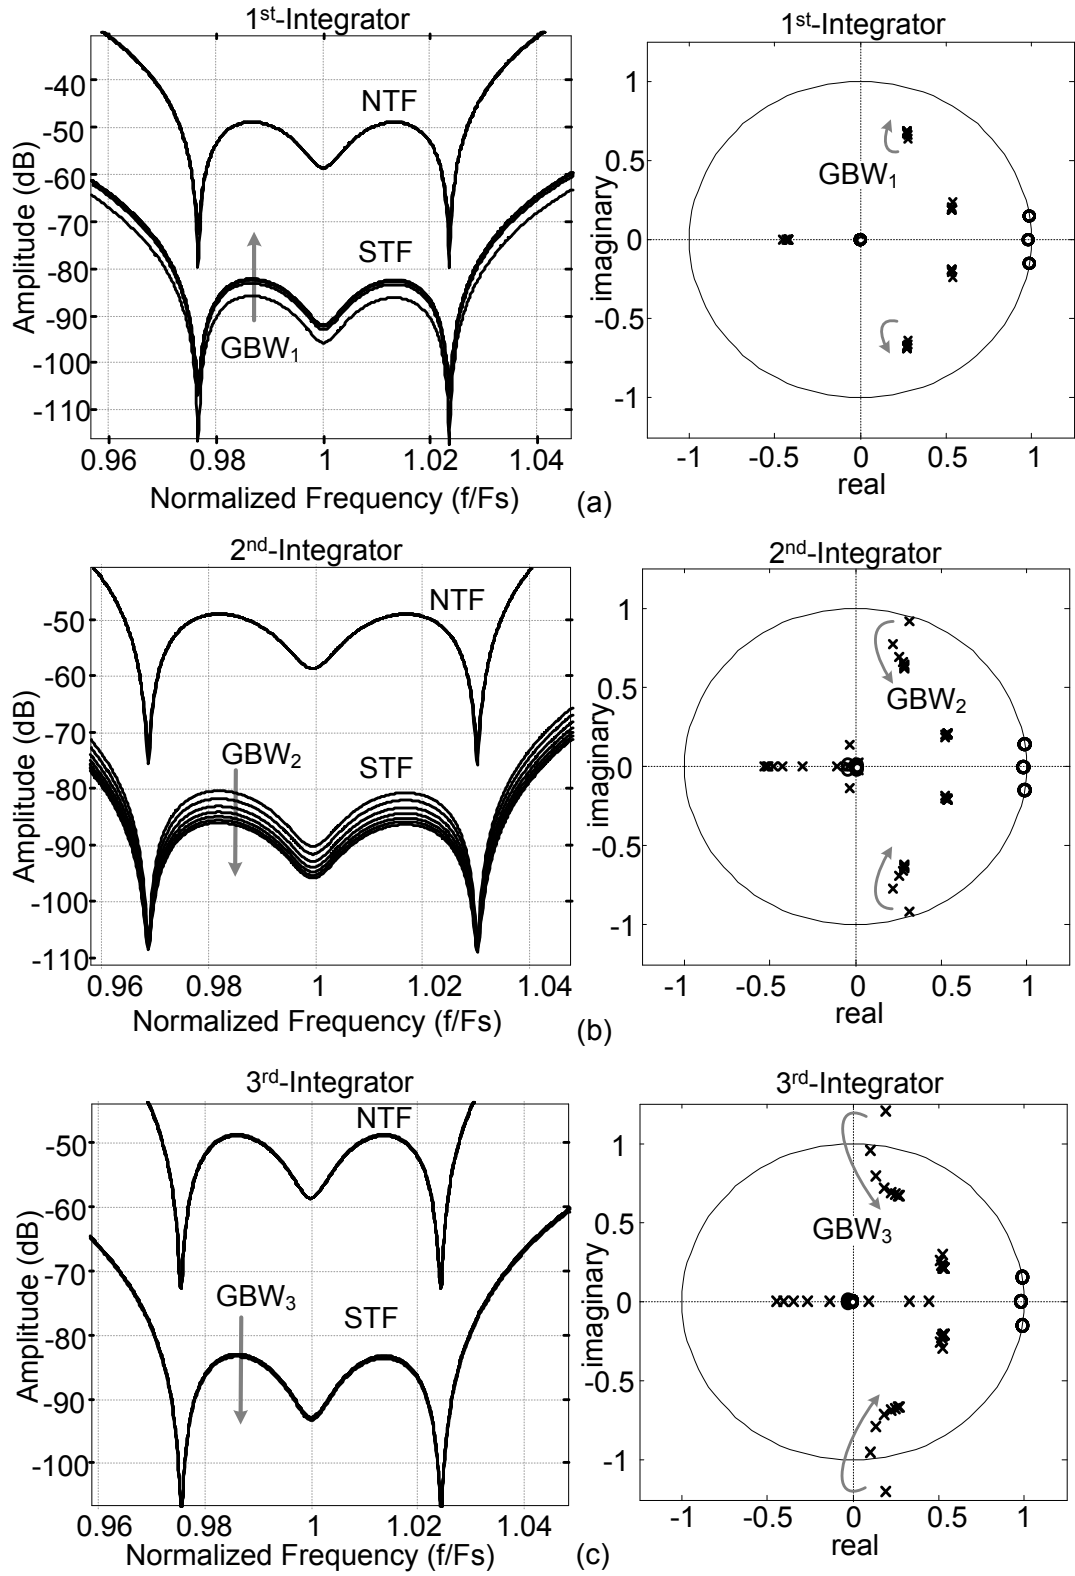 1st-Integrator
Amplitude (dB)
-40
-50
-60
-70
-80
-90
-100
-110
NTF
STF
GBW1
0.96
0.98
1
1.02
1.04
Normalized Frequency (f/Fs)
1st-Integrator
imaginary
1
0.5
0
-0.5
-1
GBW1
-1
-0.5
0
0.5
1
real
(a)
2nd-Integrator
Amplitude (dB)
-50
-60
-70
-80
-90
-100
-110
NTF
GBW2
STF
0.96
0.98
1
1.02
1.04
Normalized Frequency (f/Fs)
2nd-Integrator
imaginary
1
0.5
0
-0.5
-1
GBW2
-1
-0.5
0
0.5
1
real
(b)
3rd-Integrator
Amplitude (dB)
-50
-60
-70
-80
-90
-100
NTF
GBW3
STF
0.96
0.98
1
1.02
1.04
Normalized Frequency (f/Fs)
3rd-Integrator
imaginary
1
0.5
0
-0.5
-1
GBW3
-1
-0.5
0
0.5
1
real
(c)